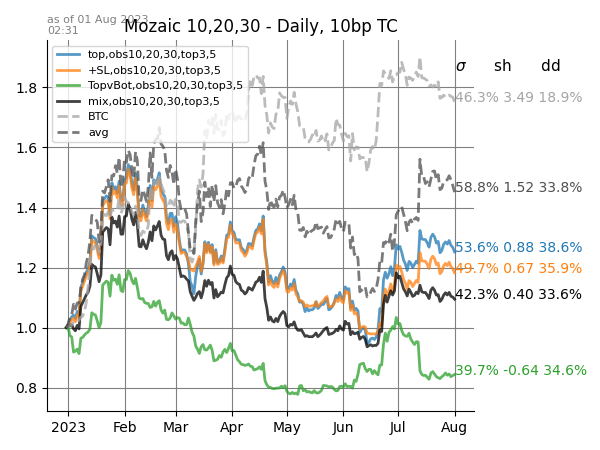 as of 01 Aug 2023
02:31
Mozaic 10,20,30 - Daily, 10bp TC
top,obs10,20,30,top3,5
+SL,obs10,20,30,top3,5
TopvBot,obs10,20,30,top3,5
mix,obs10,20,30,top3,5
BTC
avg
σ sh dd
46.3% 3.49 18.9%
58.8% 1.52 33.8%
53.6% 0.88 38.6%
49.7% 0.67 35.9%
42.3% 0.40 33.6%
39.7% -0.64 34.6%
1.8
1.6
1.4
1.2
1.0
0.8
2023 Feb Mar Apr May Jun Jul Aug